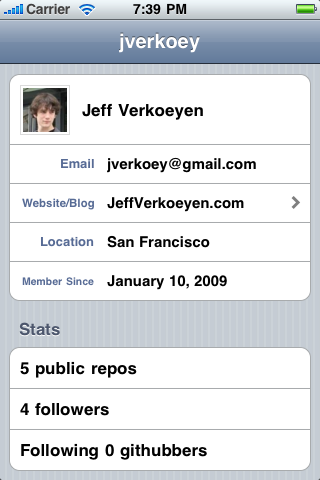 Carrier 7:39 PM
jverkoey
Jeff Verkoeyen
Email jverkoey@gmail.com
Website/Blog JeffVerkoeyen.com
Location San Francisco
Member Since January 10, 2009
Stats
5 public repos
4 followers
Following 0 githubbers